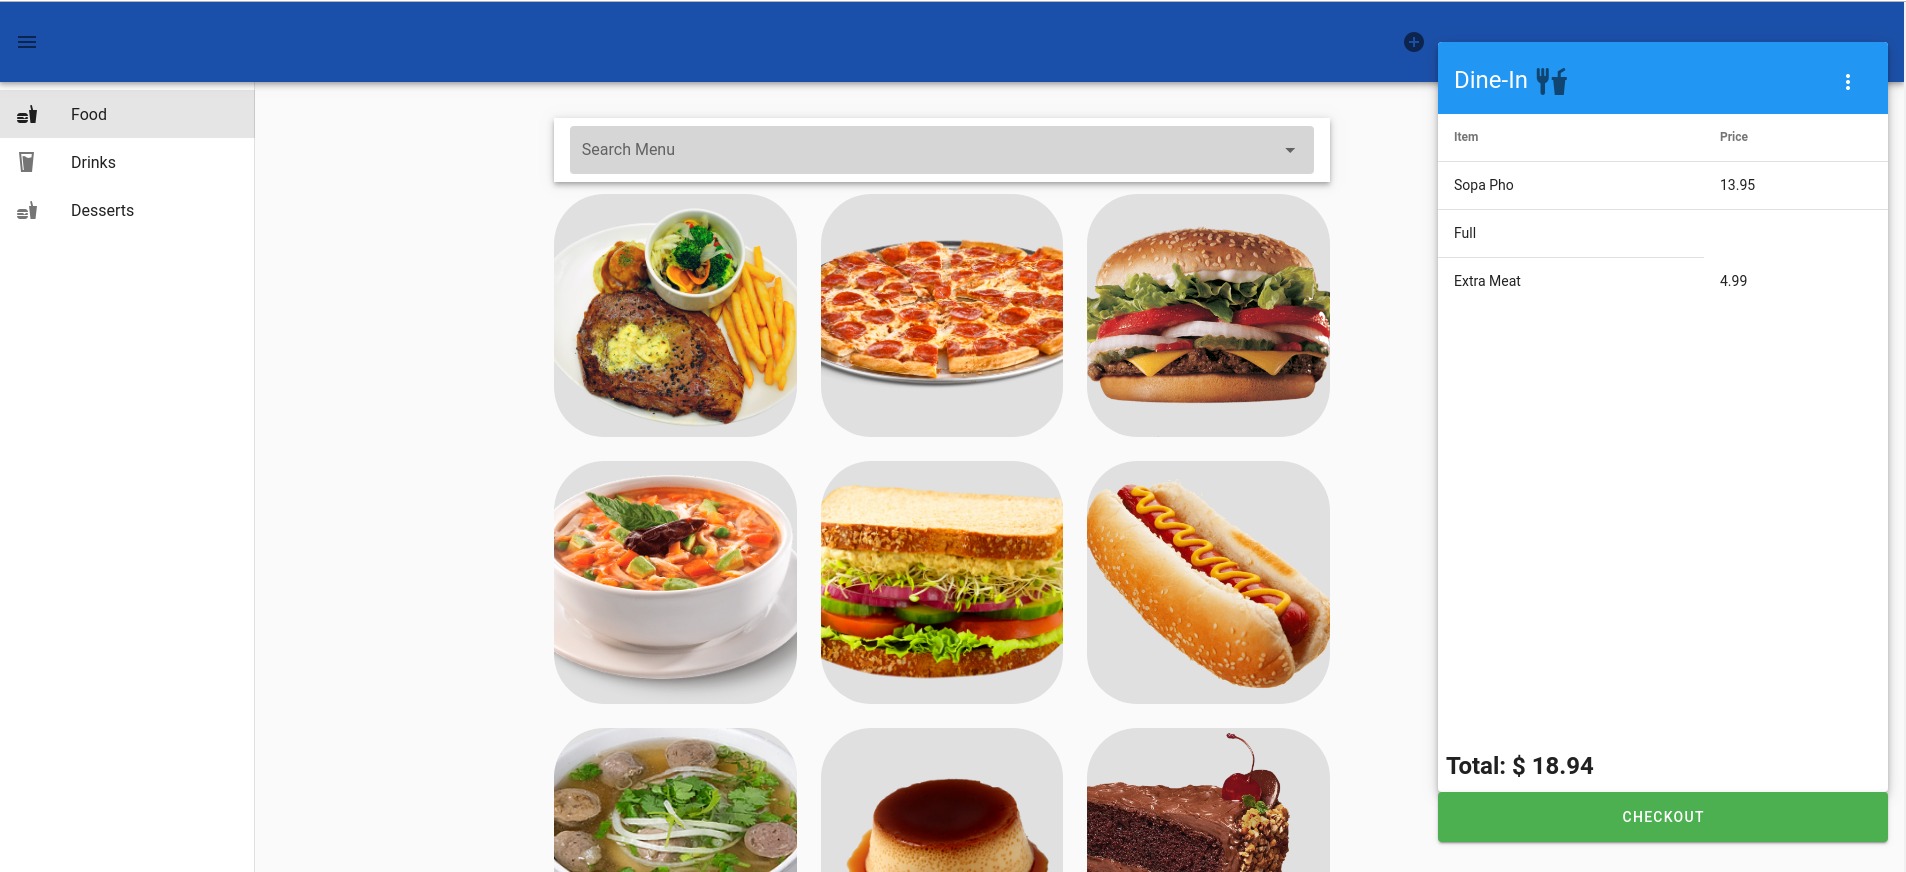 Food
Drinks
Desserts
Search Menu
Dine-In
Item Price
Sopa Pho 13.95
Full
Extra Meat 4.99
Total: $ 18.94
CHECKOUT